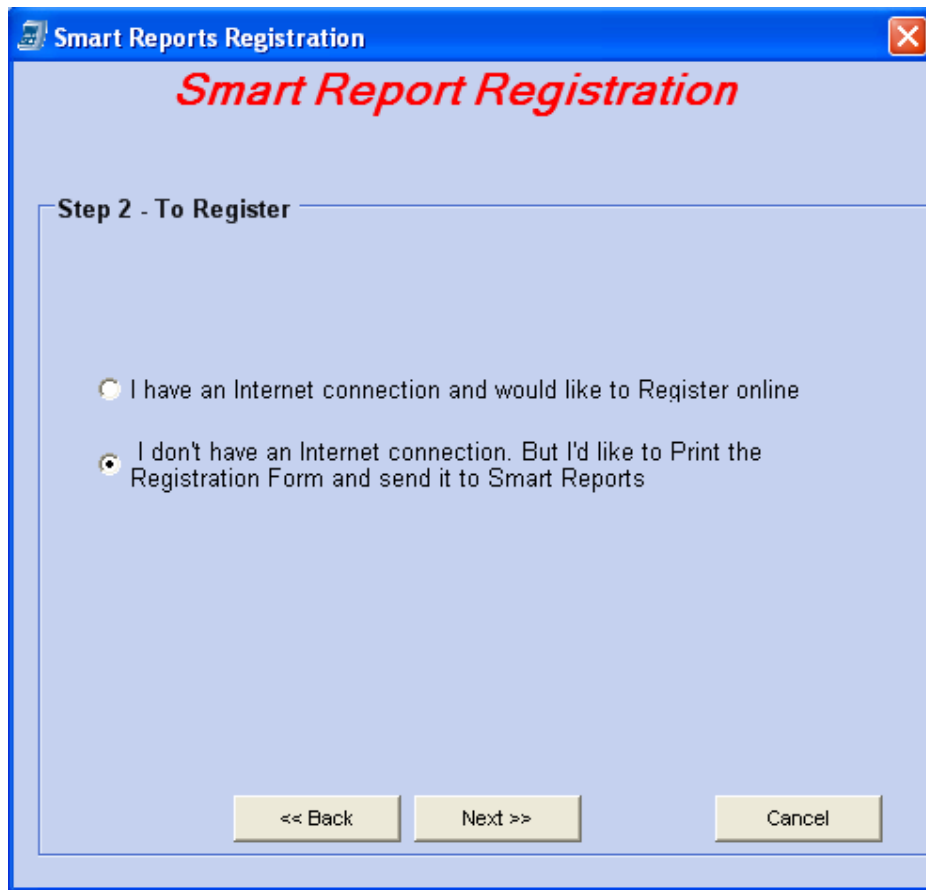 Smart Reports Registration
Smart Report Registration
Step 2 - To Register
I have an Internet connection and would like to Register online
I don't have an Internet connection. But I'd like to Print the
Registration Form and send it to Smart Reports
<< Back
Next >>
Cancel